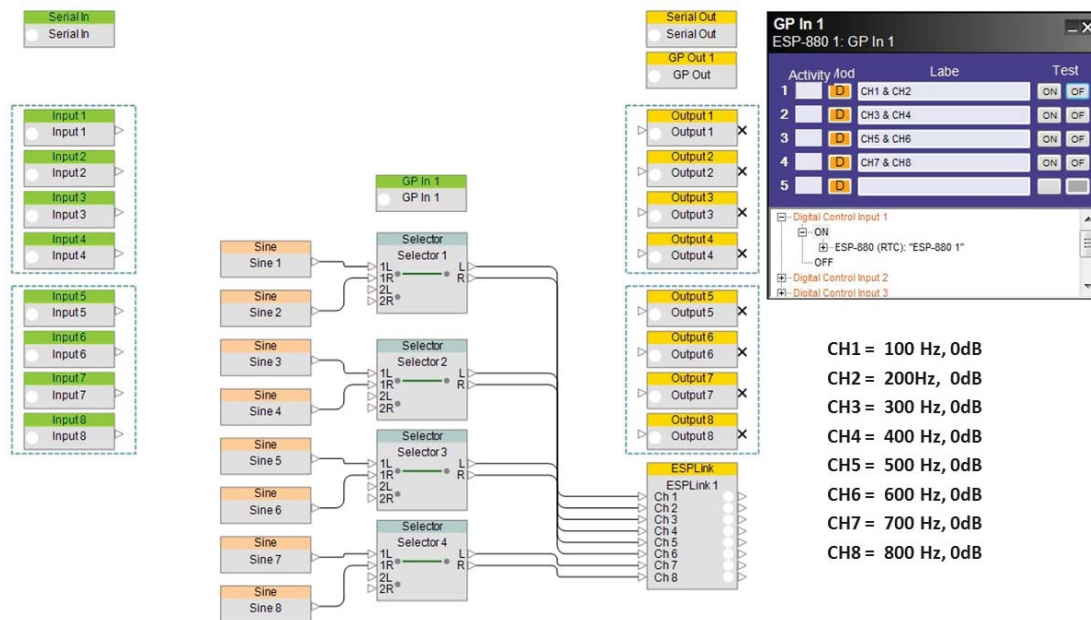 Serial In
Serial In
Input 1
Input 1
Input 2
Input 2
Input 3
Input 3
Input 4
Input 4
Input 5
Input 5
Input 6
Input 6
Input 7
Input 7
Input 8
Input 8
Sine
Sine 1
Sine
Sine 2
Sine
Sine 3
Sine
Sine 4
Sine
Sine 5
Sine
Sine 6
Sine
Sine 7
Sine
Sine 8
GP In 1
GP In 1
Selector
Selector 1
1L L
1R R
2L
2R
Selector
Selector 2
1L L
1R R
2L
2R
Selector
Selector 3
1L L
1R R
2L
2R
Selector
Selector 4
1L L
1R R
2L
2R
Serial Out
Serial Out
GP Out 1
GP Out
Output 1
Output 1
Output 2
Output 2
Output 3
Output 3
Output 4
Output 4
Output 5
Output 5
Output 6
Output 6
Output 7
Output 7
Output 8
Output 8
ESPLink
ESPLink 1
Ch 1
Ch 2
Ch 3
Ch 4
Ch 5
Ch 6
Ch 7
Ch 8
GP In 1
ESP-880 1: GP In 1
Activity Mod Labe Test
1 D CH1 & CH2 ON OF
2 D CH3 & CH4 ON OF
3 D CH5 & CH6 ON OF
4 D CH7 & CH8 ON OF
5 D
Digital Control Input 1
ON
ESP-880 (RTC): "ESP-880 1"
OFF
Digital Control Input 2
Digital Control Input 3
CH1 = 100 Hz, 0dB
CH2 = 200Hz, 0dB
CH3 = 300 Hz, 0dB
CH4 = 400 Hz, 0dB
CH5 = 500 Hz, 0dB
CH6 = 600 Hz, 0dB
CH7 = 700 Hz, 0dB
CH8 = 800 Hz, 0dB